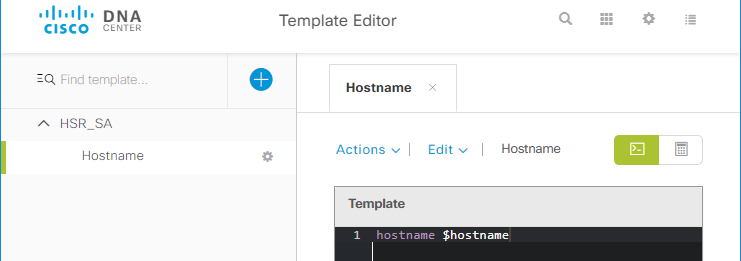 CISCO DNA CENTER
Template Editor
Find template...
HSR_SA
Hostname
Hostname
Actions Edit Hostname
Template
1 hostname $hostname